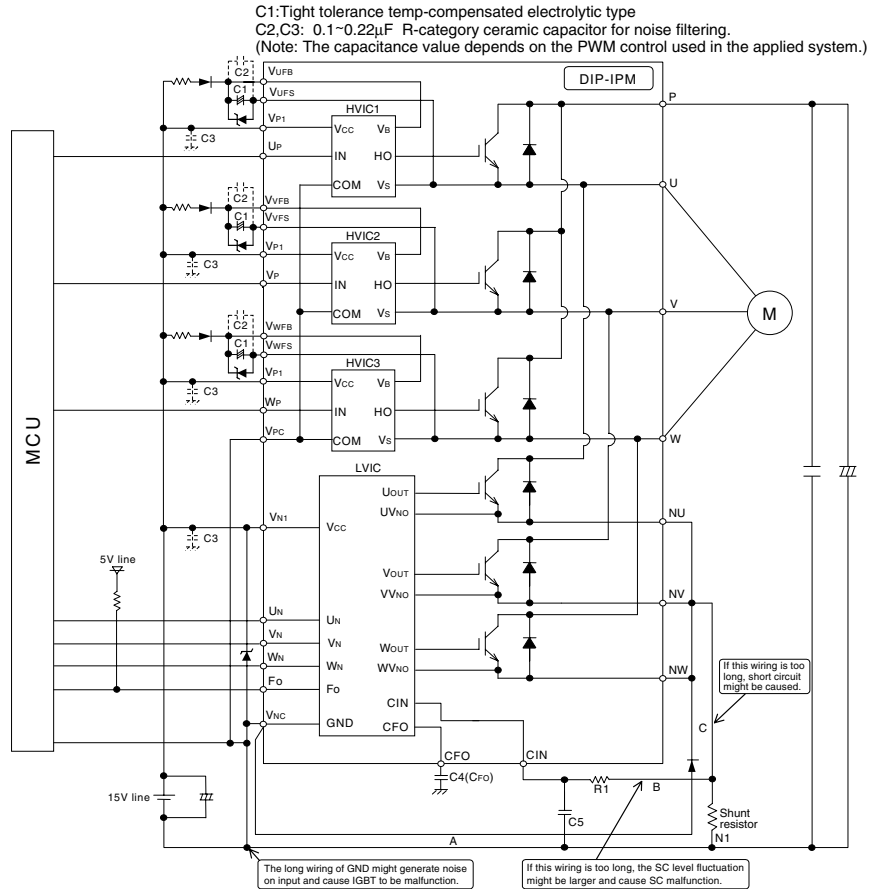 C1:Tight tolerance temp-compensated electrolytic type
C2,C3: 0.1~0.22μF R-category ceramic capacitor for noise filtering.
(Note: The capacitance value depends on the PWM control used in the applied system.)
DIP-IPM
C2
VUFB
C1
VUFS
HVIC1
P
VP1
VCC
VB
C3
UP
IN
HO
COM
VS
U
C2
VVFB
C1
VVFS
HVIC2
VP1
VCC
VB
C3
VP
IN
HO
COM
VS
V
M
C2
VWFB
C1
VWFS
HVIC3
VP1
VCC
VB
C3
WP
IN
HO
VPC
COM
VS
W
MCU
LVIC
UOUT
UVNO
NU
VN1
VCC
C3
5V line
VOUT
VVNO
NV
UN
UN
VN
VN
WOUT
WN
WN
WVNO
NW
FO
FO
If this wiring is too
long, short circuit
might be caused.
CIN
VNC
GND
CFO
C
CFO
CIN
C4(CFO)
R1
B
15V line
C5
Shunt
resistor
N1
A
The long wiring of GND might generate noise
on input and cause IGBT to be malfunction.
If this wiring is too long, the SC level fluctuation
might be larger and cause SC malfunction.